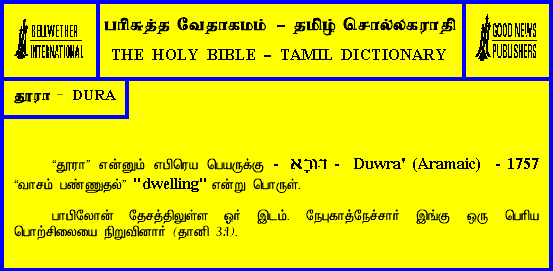 BELLWETHER
INTERNATIONAL
பரிசுத்த வேதாகமம் – தமிழ் சொல்லகராதி
THE HOLY BIBLE – TAMIL DICTIONARY
GOOD NEWS
PUBLISHERS
தூரா - DURA
“தூரா” என்னும் எபிரெய பெயருக்கு - דּוּרָא - Duwra' (Aramaic) - 1757
“வாசம் பண்ணுதல்” "dwelling" என்று பொருள்.
பாபிலோன் தேசத்திலுள்ள ஓர் இடம். நேபுகாத்நேச்சார் இங்கு ஒரு பெரிய
பொற்சிலையை நிறுவினார் (தானி 3:1).